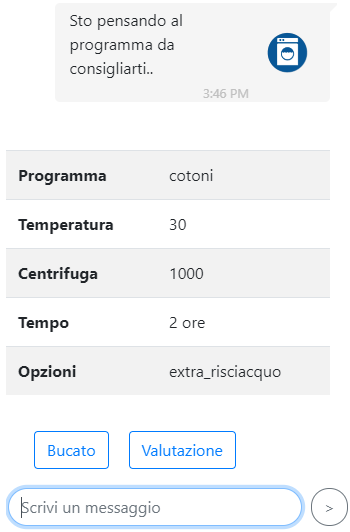 Sto pensando al
programma da
consigliarti..
3:46 PM
Programma cotoni
Temperatura 30
Centrifuga 1000
Tempo 2 ore
Opzioni extra_risciacquo
Bucato Valutazione
Scrivi un messaggio >